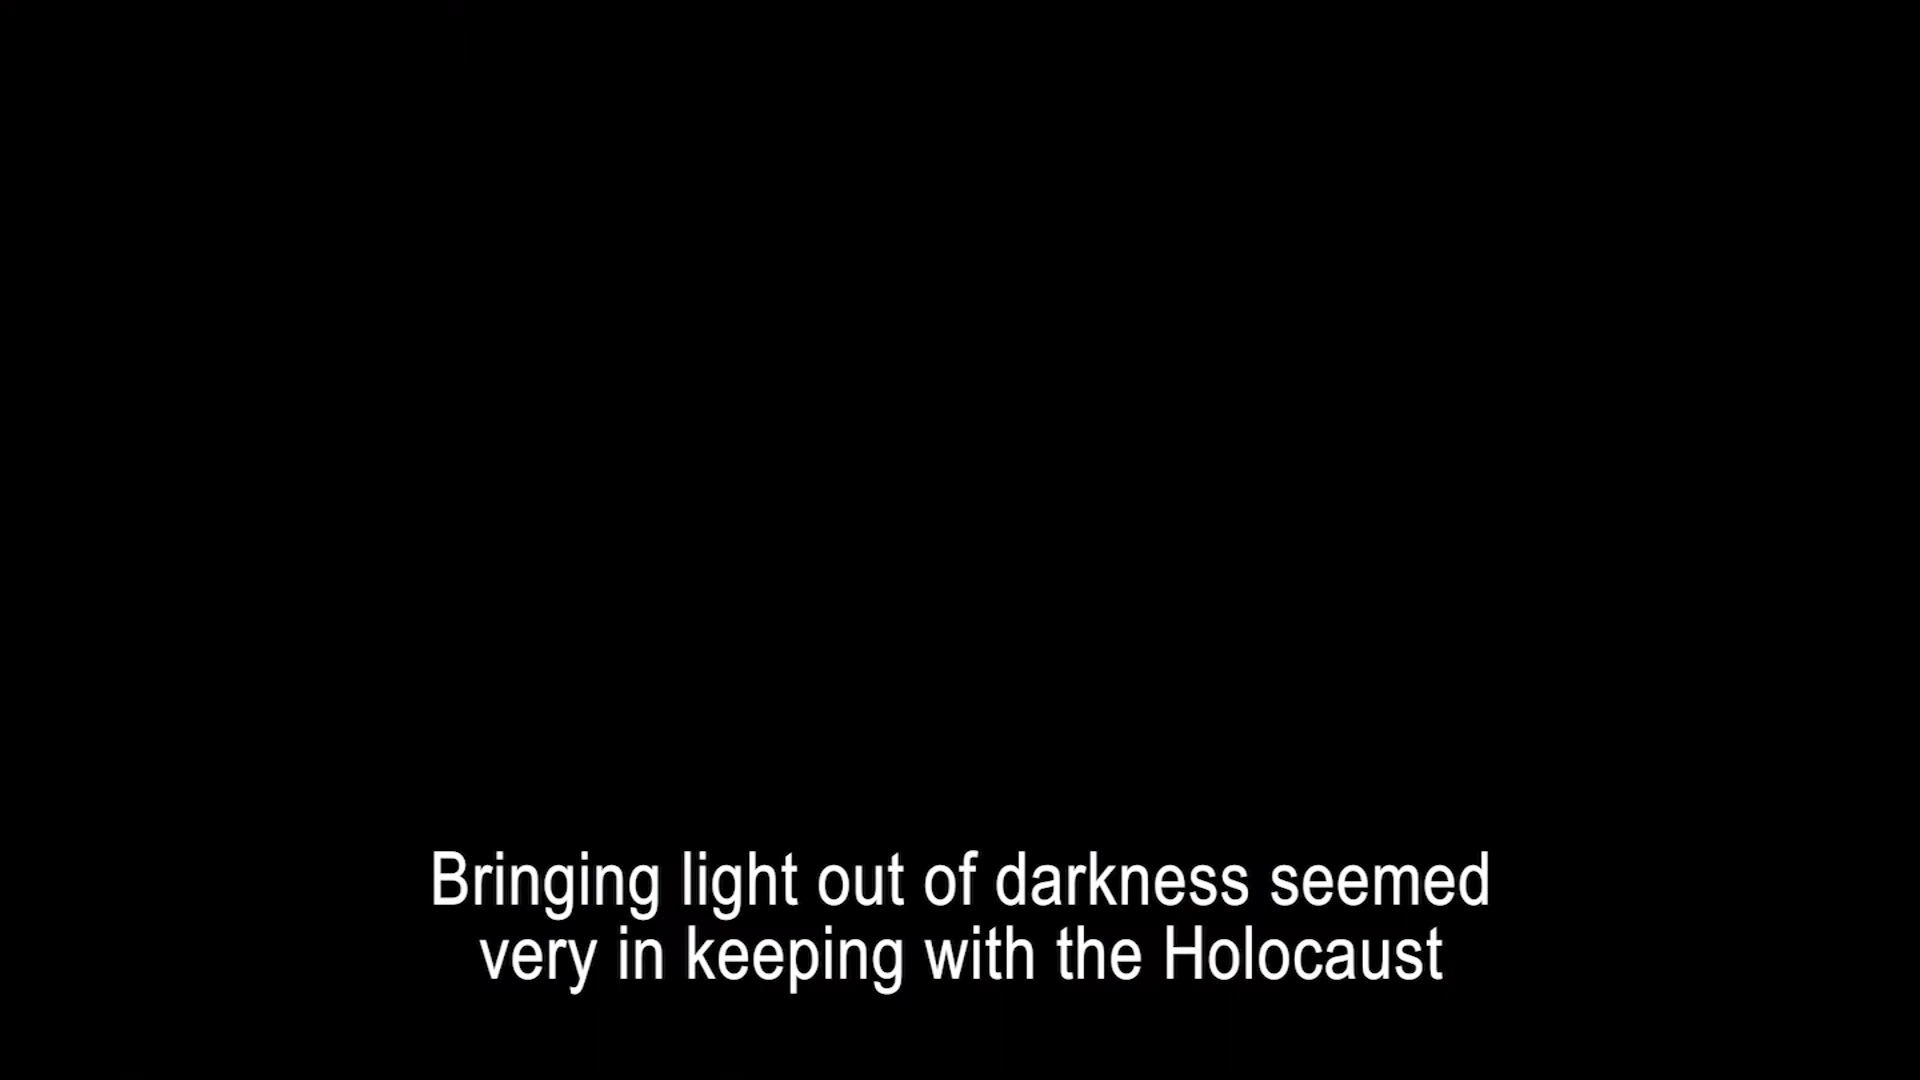 Bringing light out of darkness seemed
very in keeping with the Holocaust